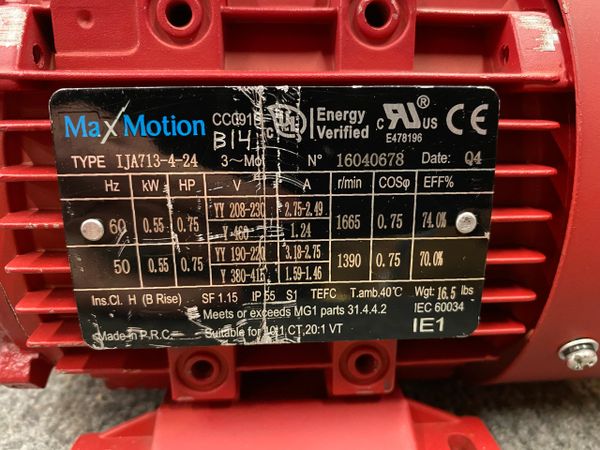 MaxMotion CCC91 Energy Verified c UL US ® E478196 CE
B14
TYPE IJA713-4-24 3~Mot N° 16040678 Date: Q4
Hz kW HP V A r/min COSφ EFF%
60 0.55 0.75 YY 208-230 2.75-2.49 1665 0.75 74.0%
Y 460 1.24
50 0.55 0.75 YY 190-220 3.18-2.75 1390 0.75 70.0%
Y 380-415 1.59-1.46
Ins.Cl. H (B Rise) SF 1.15 IP 55 S1 TEFC T.amb.40℃ Wgt: 16.5 lbs
Meets or exceeds MG1 parts 31.4.4.2 IEC 60034
Made in P.R.C. Suitable for 10:1 CT,20:1 VT IE1